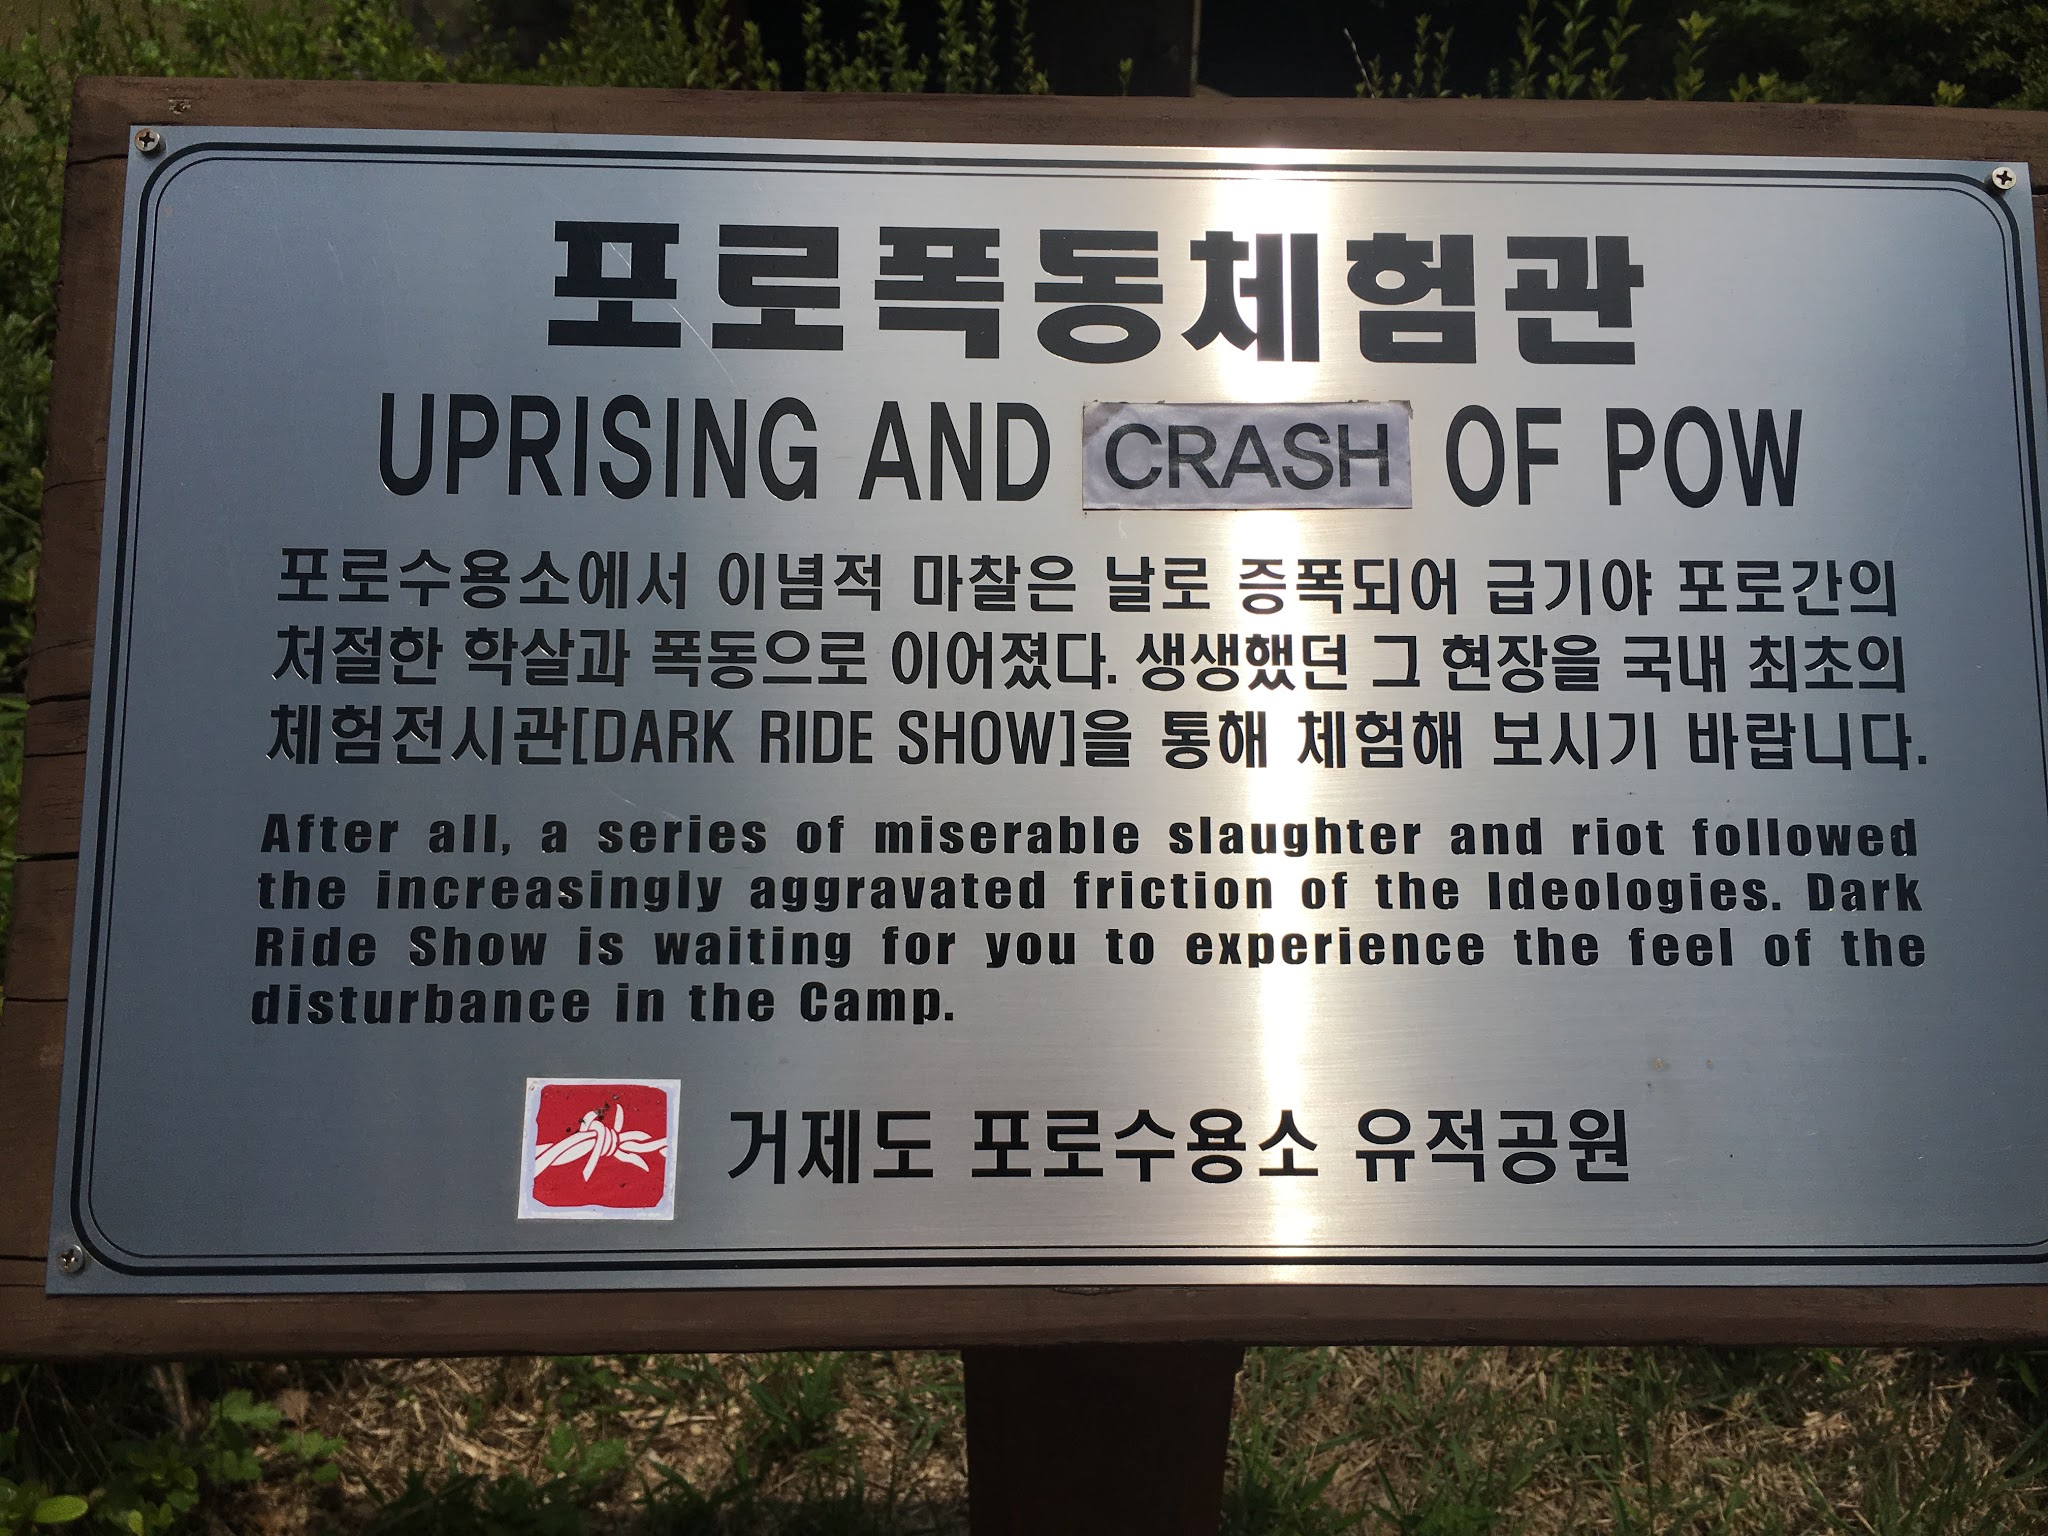 포로폭동체험관
UPRISING AND CRASH OF POW
포로수용소에서 이념적 마찰은 날로 증폭되어 급기야 포로간의
처절한 학살과 폭동으로 이어졌다. 생생했던 그 현장을 국내 최초의
체험전시관[DARK RIDE SHOW]을 통해 체험해 보시기 바랍니다.
After all, a series of miserable slaughter and riot followed
the increasingly aggravated friction of the Ideologies. Dark
Ride Show is waiting for you to experience the feel of the
disturbance in the Camp.
거제도 포로수용소 유적공원